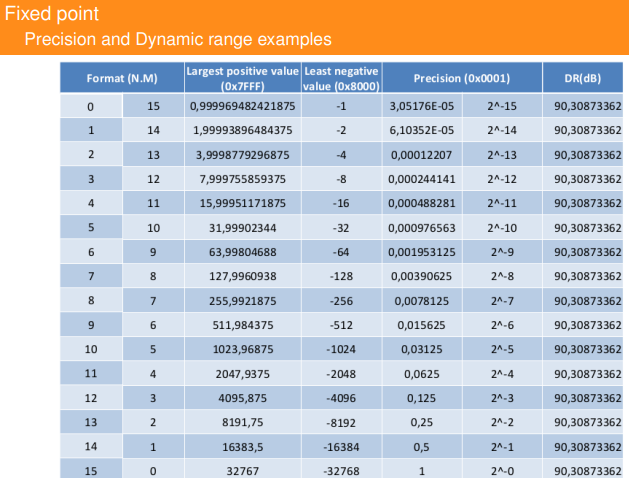 Fixed point
Precision and Dynamic range examples
Format (N.M) Largest positive value (0x7FFF) Least negative value (0x8000) Precision (0x0001) DR(dB)
0 15 0,999969482421875 -1 3,05176E-05 2^-15 90,30873362
1 14 1,99993896484375 -2 6,10352E-05 2^-14 90,30873362
2 13 3,9998779296875 -4 0,00012207 2^-13 90,30873362
3 12 7,999755859375 -8 0,000244141 2^-12 90,30873362
4 11 15,99951171875 -16 0,000488281 2^-11 90,30873362
5 10 31,99902344 -32 0,000976563 2^-10 90,30873362
6 9 63,99804688 -64 0,001953125 2^-9 90,30873362
7 8 127,9960938 -128 0,00390625 2^-8 90,30873362
8 7 255,9921875 -256 0,0078125 2^-7 90,30873362
9 6 511,984375 -512 0,015625 2^-6 90,30873362
10 5 1023,96875 -1024 0,03125 2^-5 90,30873362
11 4 2047,9375 -2048 0,0625 2^-4 90,30873362
12 3 4095,875 -4096 0,125 2^-3 90,30873362
13 2 8191,75 -8192 0,25 2^-2 90,30873362
14 1 16383,5 -16384 0,5 2^-1 90,30873362
15 0 32767 -32768 1 2^-0 90,30873362